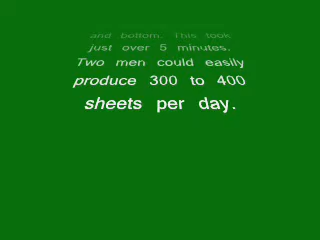 and bottom. This took
just over 5 minutes.
Two men could easily
produce 300 to 400
sheets per day.